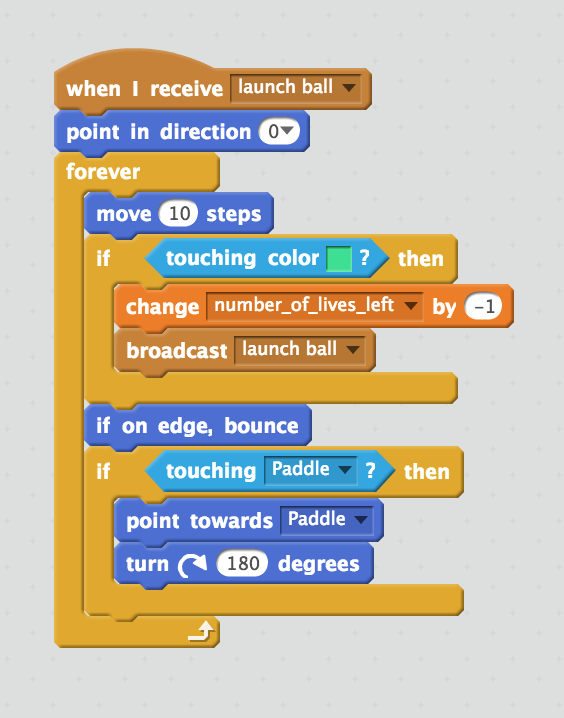 when I receive launch ball
point in direction 0
forever
move 10 steps
if touching color ? then
change number_of_lives_left by -1
broadcast launch ball
if on edge, bounce
if touching Paddle ? then
point towards Paddle
turn 180 degrees